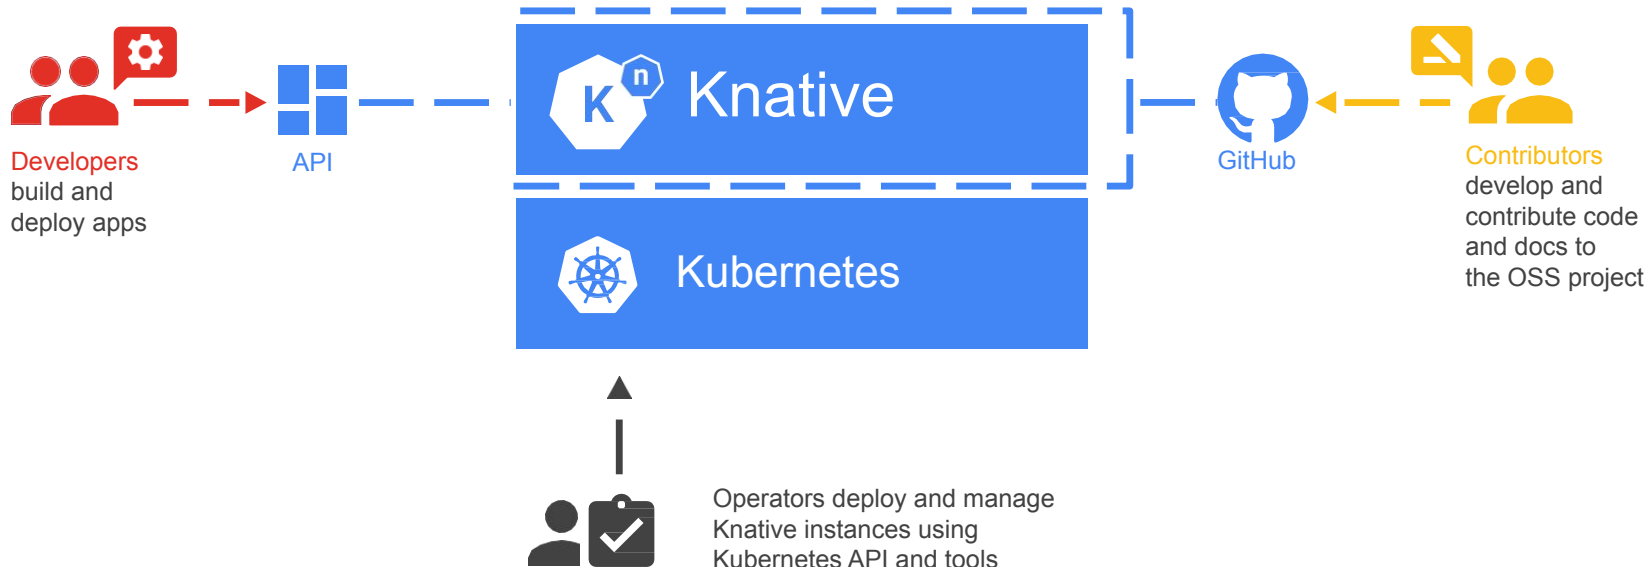 K
n
Knative
Developers
build and
deploy apps
API
GitHub
Contributors
develop and
contribute code
and docs to
the OSS project
Kubernetes
Operators deploy and manage
Knative instances using
Kubernetes API and tools